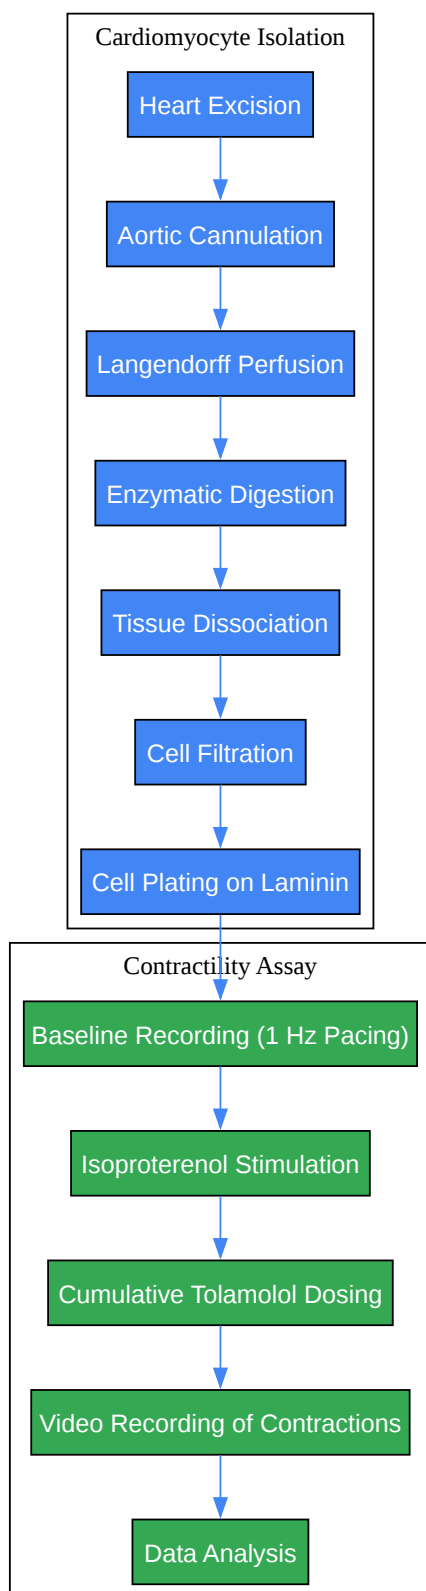 Cardiomyocyte Isolation
Heart Excision
Aortic Cannulation
Langendorff Perfusion
Enzymatic Digestion
Tissue Dissociation
Cell Filtration
Cell Plating on Laminin
Contractility Assay
Baseline Recording (1 Hz Pacing)
Isoproterenol Stimulation
Cumulative Tolamolol Dosing
Video Recording of Contractions
Data Analysis